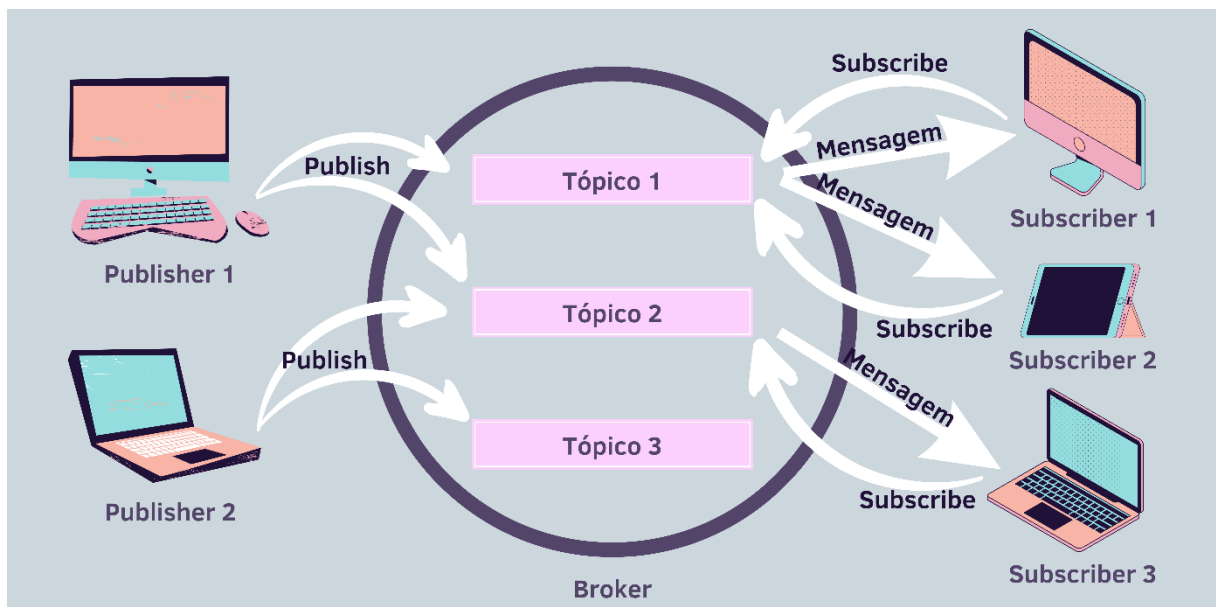 Publisher 1
Publish
Publisher 2
Publish
Tópico 1
Tópico 2
Tópico 3
Broker
Subscribe
Mensagem
Mensagem
Subscribe
Mensagem
Subscribe
Subscriber 1
Subscriber 2
Subscriber 3